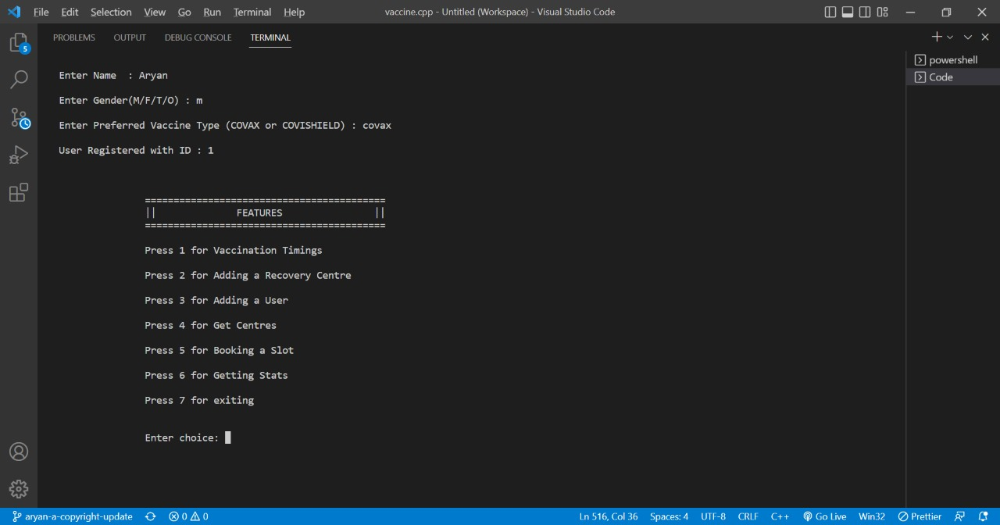 File Edit Selection View Go Run Terminal Help vaccine.cpp - Untitled (Workspace) - Visual Studio Code
PROBLEMS OUTPUT DEBUG CONSOLE TERMINAL
powershell
Code
5
Enter Name  : Aryan
Enter Gender(M/F/T/O) : m
Enter Preferred Vaccine Type (COVAX or COVISHIELD) : covax
User Registered with ID : 1
==========================================
||              FEATURES                ||
==========================================
Press 1 for Vaccination Timings
Press 2 for Adding a Recovery Centre
Press 3 for Adding a User
Press 4 for Get Centres
Press 5 for Booking a Slot
Press 6 for Getting Stats
Press 7 for exiting
Enter choice:
aryan-a-copyright-update 0 0 Ln 516, Col 36 Spaces: 4 UTF-8 CRLF C++ Go Live Win32 Prettier